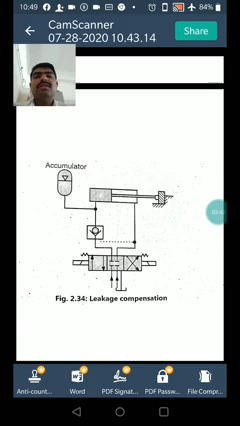 10:49
84%
CamScanner
07-28-2020 10.43.14
Share
Accumulator
Fig. 2.34: Leakage compensation
Anti-count...
Word
PDF Signat...
PDF Passw...
File Compr...